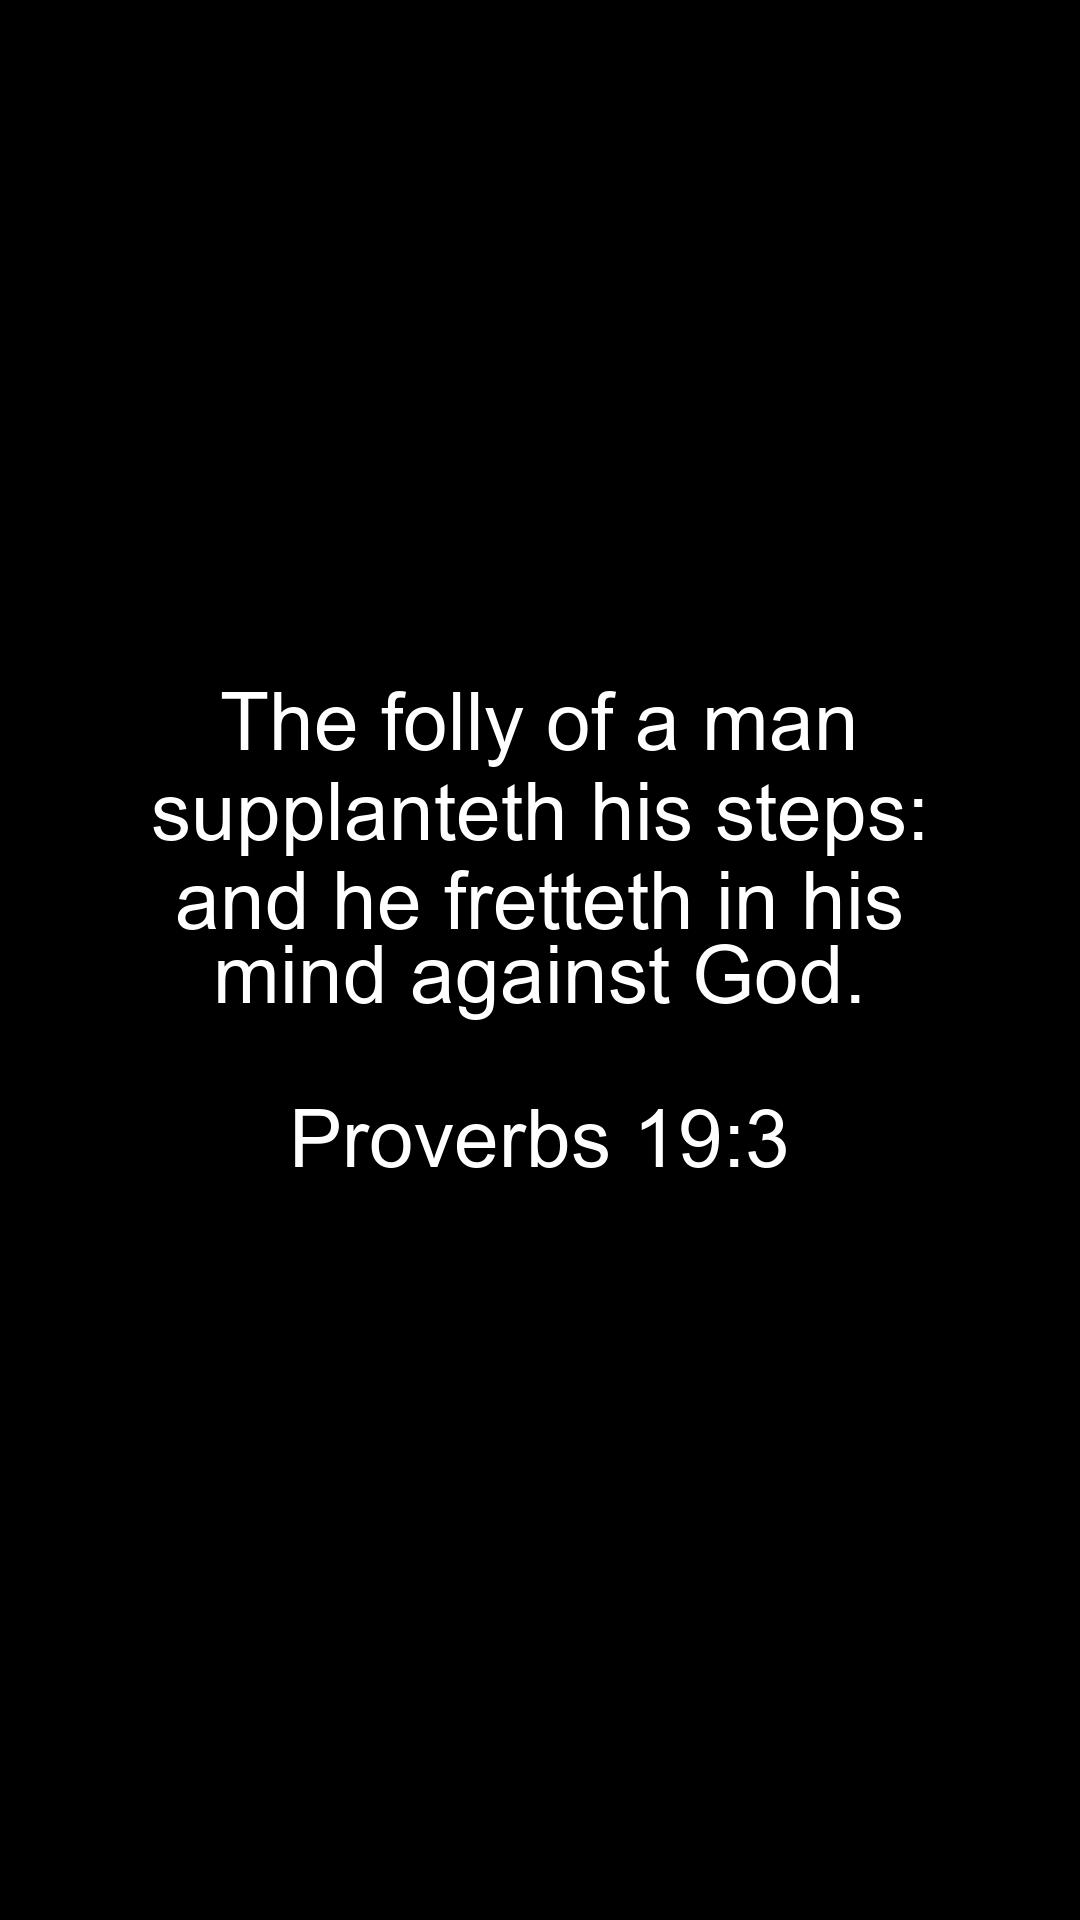 The folly of a man
supplanteth his steps:
and he fretteth in his
mind against God.
Proverbs 19:3